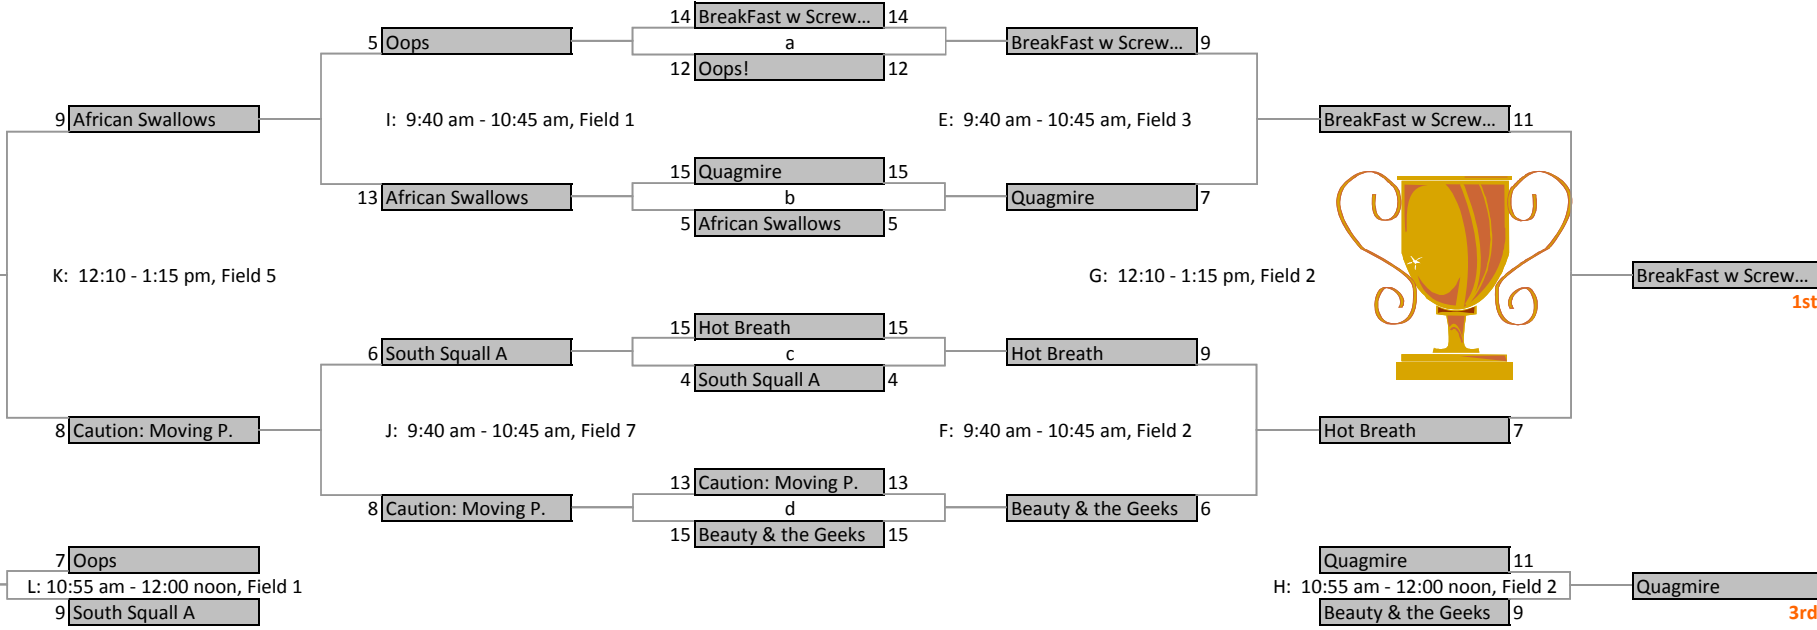 14 BreakFast w Screw... 14
5 Oops a BreakFast w Screw... 9
12 Oops! 12
9 African Swallows I: 9:40 am - 10:45 am, Field 1 E: 9:40 am - 10:45 am, Field 3 BreakFast w Screw... 11
15 Quagmire 15
13 African Swallows b Quagmire 7
5 African Swallows 5
K: 12:10 - 1:15 pm, Field 5 G: 12:10 - 1:15 pm, Field 2 BreakFast w Screw...
1st
15 Hot Breath 15
6 South Squall A c Hot Breath 9
4 South Squall A 4
8 Caution: Moving P. J: 9:40 am - 10:45 am, Field 7 F: 9:40 am - 10:45 am, Field 2 Hot Breath 7
13 Caution: Moving P. 13
8 Caution: Moving P. d Beauty & the Geeks 6
15 Beauty & the Geeks 15
7 Oops Quagmire 11
L: 10:55 am - 12:00 noon, Field 1 H: 10:55 am - 12:00 noon, Field 2 Quagmire
9 South Squall A Beauty & the Geeks 9 3rd